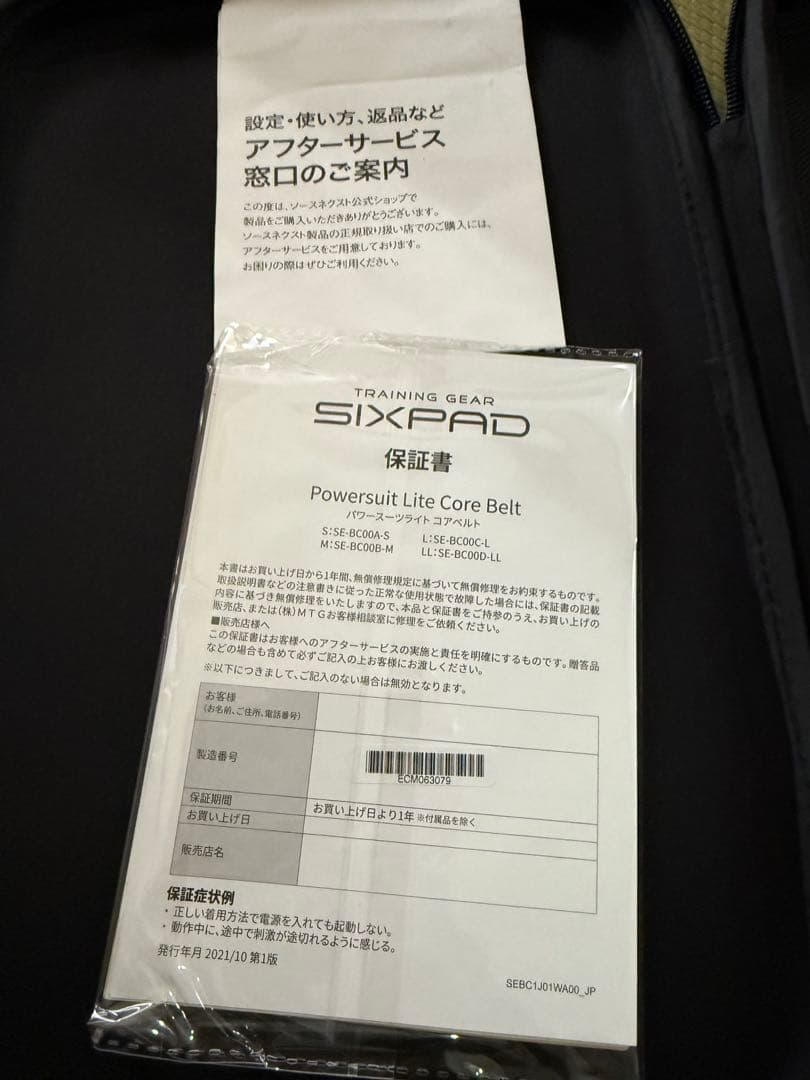 設定・使い方、返品など
アフターサービス
窓口のご案内
この度は、ソースネクスト公式ショップで
製品をご購入いただきありがとうございます。
ソースネクスト製品の正規取り扱い店でのご購入には、
アフターサービスをご用意しております。
お困りの際はぜひご利用ください。
TRAINING GEAR
SIXPAD
保証書
Powersuit Lite Core Belt
パワースーツライト コアベルト
S:SE-BC00A-S L:SE-BC00C-L
M:SE-BC00B-M LL:SE-BC00D-LL
本書はお買い上げ日から1年間、無償修理規定に基づいて無償修理をお約束するものです。
取扱説明書などの注意書きに従った正常な使用状態で故障した場合には、保証書の記載
内容に基づき無償修理をいたしますので、本品と保証書をご持参のうえ、お買い上げの
販売店、または(株)MTGお客様相談室に修理をご依頼ください。
■販売店様へ
この保証書はお客様へのアフターサービスの実施と責任を明確にするものです。贈答品
などの場合も含めて必ずご記入の上お客様にお渡しください。
※以下につきまして、ご記入のない場合は無効となります。
お客様
(お名前、ご住所、電話番号)
製造番号
ECM063079
保証期間 お買い上げ日より1年 ※付属品を除く
お買い上げ日
販売店名
保証症状例
・正しい着用方法で電源を入れても起動しない。
・動作中に、途中で刺激が途切れるように感じる。
発行年月 2021/10 第1版
SEBC1J01WA00_JP